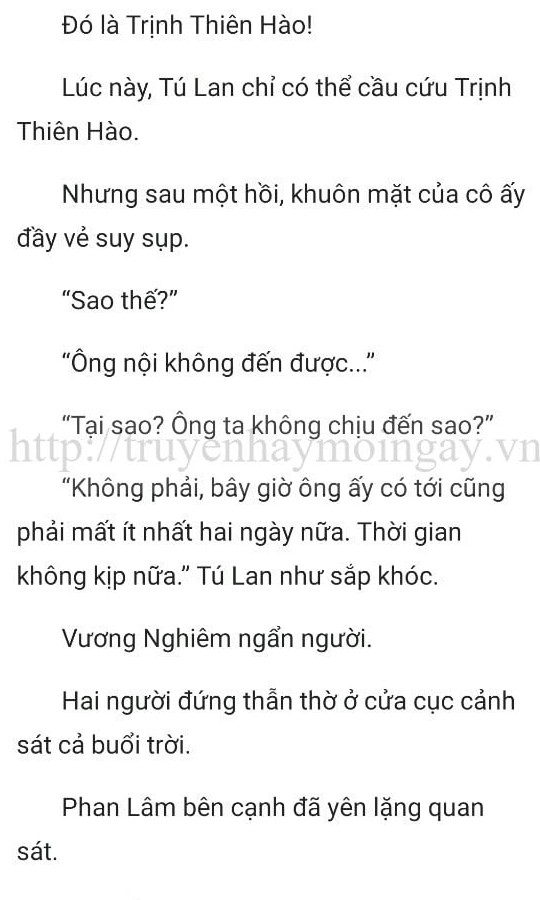 Đó là Trịnh Thiên Hào!
Lúc này, Tú Lan chỉ có thể cầu cứu Trịnh
Thiên Hào.
Nhưng sau một hồi, khuôn mặt của cô ấy
đầy vẻ suy sụp.
“Sao thế?”
“Ông nội không đến được...”
“Tại sao? Ông ta không chịu đến sao?”
http://truyenhaymoingay.vn
“Không phải, bây giờ ông ấy có tới cũng
phải mất ít nhất hai ngày nữa. Thời gian
không kịp nữa.” Tú Lan như sắp khóc.
Vương Nghiêm ngẩn người.
Hai người đứng thẫn thờ ở cửa cục cảnh
sát cả buổi trời.
Phan Lâm bên cạnh đã yên lặng quan
sát.